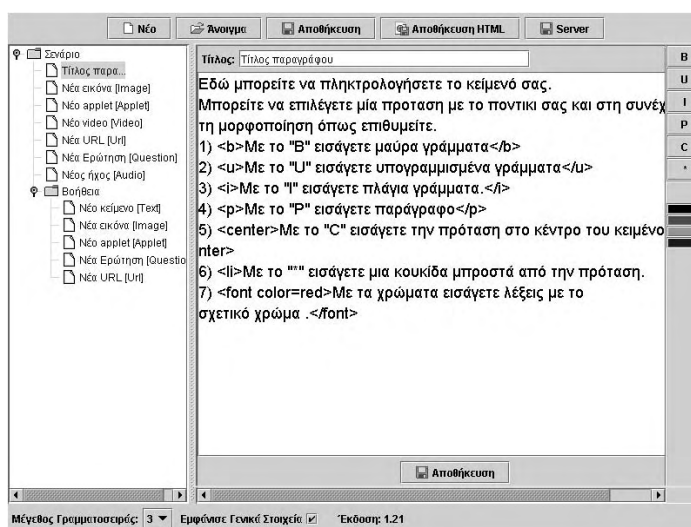 Νέο Άνοιγμα Αποθήκευση Αποθήκευση HTML Server
Σενάριο
Τίτλος παρα...
Νέα εικόνα [Image]
Νέο applet [Applet]
Νέο video [Video]
Νέα URL [Url]
Νέα Ερώτηση [Question]
Νέος ήχος [Audio]
Βοήθεια
Νέο κείμενο [Text]
Νέα εικόνα [Image]
Νέο applet [Applet]
Νέα Ερώτηση [Questio
Νέα URL [Url]
Τίτλος: Τίτλος παραγράφου
Εδώ μπορείτε να πληκτρολογήσετε το κείμενό σας.
Μπορείτε να επιλέγετε μία προταση με το ποντικι σας και στη συνέχ
τη μορφοποίηση όπως επιθυμείτε.
1) <b>Με το "B" εισάγετε μαύρα γράμματα</b>
2) <u>Με το "U" εισάγετε υπογραμμισμένα γράμματα</u>
3) <i>Με το "I" εισάγετε πλάγια γράμματα.</i>
4) <p>Με το "P" εισάγετε παράγραφο</p>
5) <center>Με το "C" εισάγετε την πρόταση στο κέντρο του κειμένο
nter>
6) <li>Με το "*" εισάγετε μια κουκίδα μπροστά από την πρόταση.
7) <font color=red>Με τα χρώματα εισάγετε λέξεις με το
σχετικό χρώμα .</font>
B
U
I
P
C
*
Αποθήκευση
Μέγεθος Γραμματοσειράς: 3 Εμφάνισε Γενικά Στοιχεία Έκδοση: 1.21